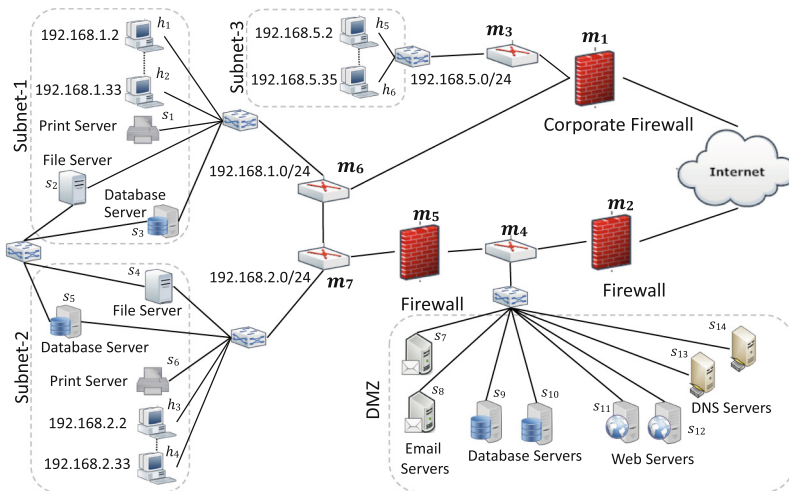 Subnet-1
192.168.1.2
h₁
h₂
192.168.1.33
Print Server
s₁
File Server
s₂
Database
Server
s₃
192.168.1.0/24
Subnet-3
192.168.5.2
h₅
192.168.5.35
h₆
192.168.5.0/24
m₃
m₁
Corporate Firewall
Internet
m₆
m₇
m₅
Firewall
m₄
m₂
Firewall
192.168.2.0/24
Subnet-2
s₄
File Server
s₅
Database Server
s₆
Print Server
h₃
192.168.2.2
h₄
192.168.2.33
DMZ
s₇
s₈
Email
Servers
s₉
s₁₀
Database Servers
s₁₁
s₁₂
Web Servers
s₁₃
s₁₄
DNS Servers